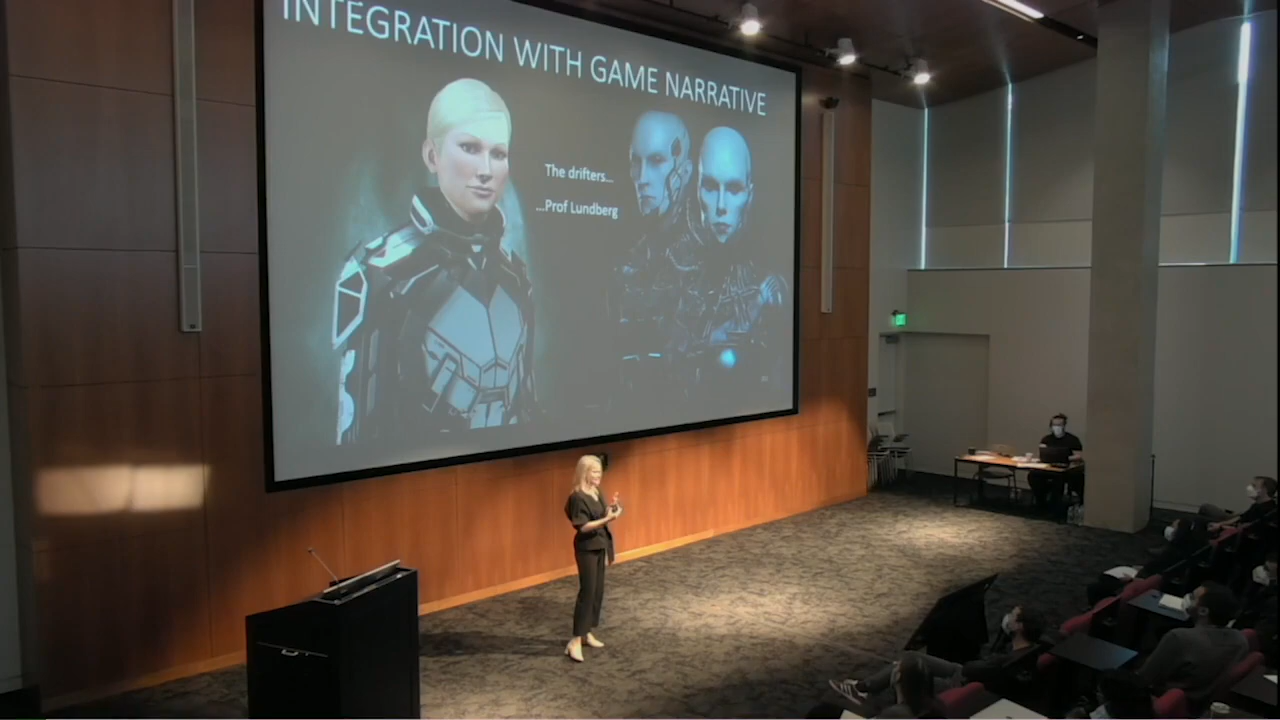 INTEGRATION WITH GAME NARRATIVE
The drifters...
...Prof Lundberg